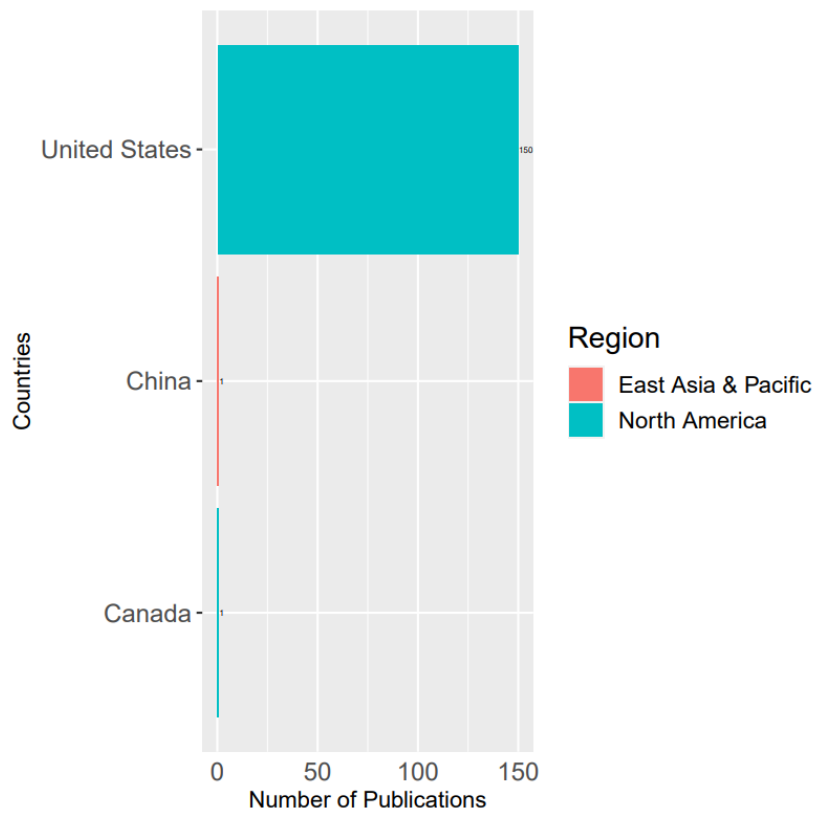 United States
150
China
1
Canada
1
0 50 100 150
Number of Publications
Countries
Region
East Asia & Pacific
North America